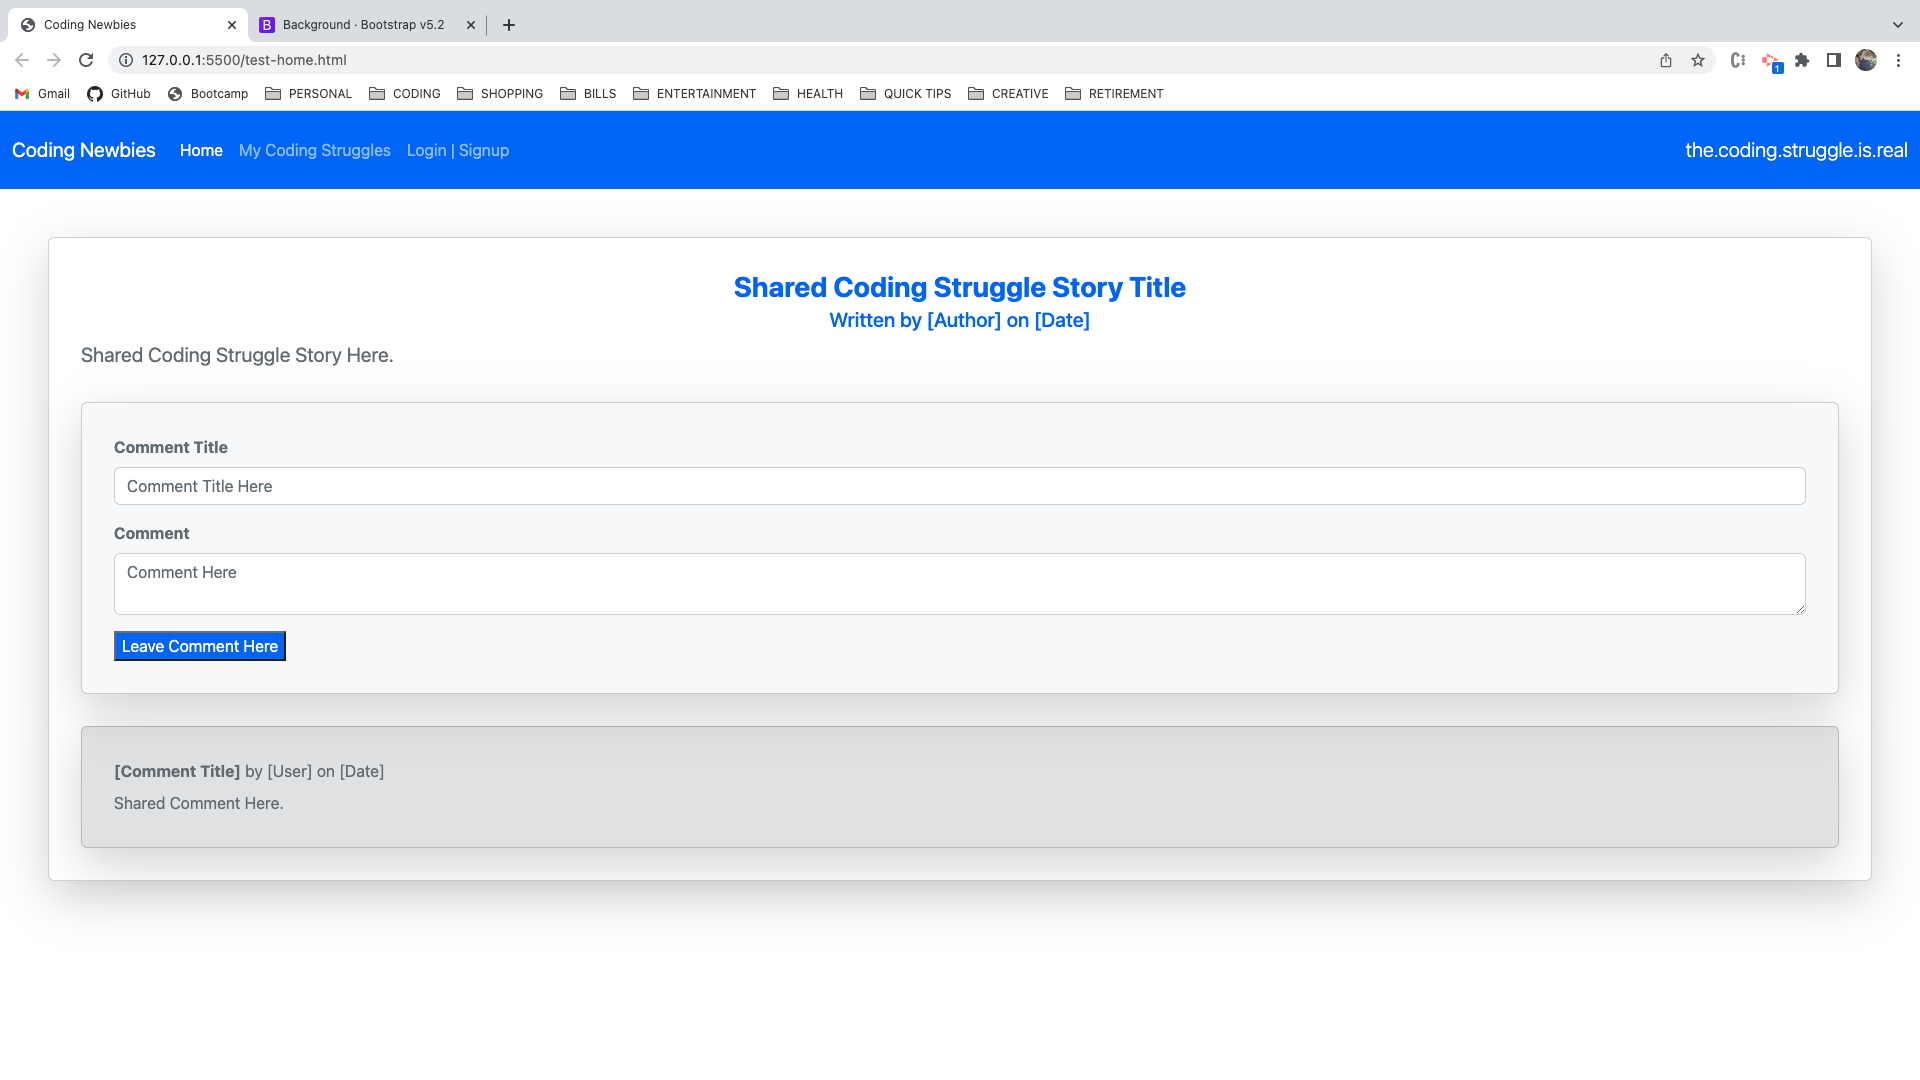 Coding Newbies
Background · Bootstrap v5.2
127.0.0.1:5500/test-home.html
1
Gmail GitHub Bootcamp PERSONAL CODING SHOPPING BILLS ENTERTAINMENT HEALTH QUICK TIPS CREATIVE RETIREMENT
Coding Newbies Home My Coding Struggles Login | Signup the.coding.struggle.is.real
Shared Coding Struggle Story Title
Written by [Author] on [Date]
Shared Coding Struggle Story Here.
Comment Title
Comment Title Here
Comment
Comment Here
Leave Comment Here
[Comment Title] by [User] on [Date]
Shared Comment Here.